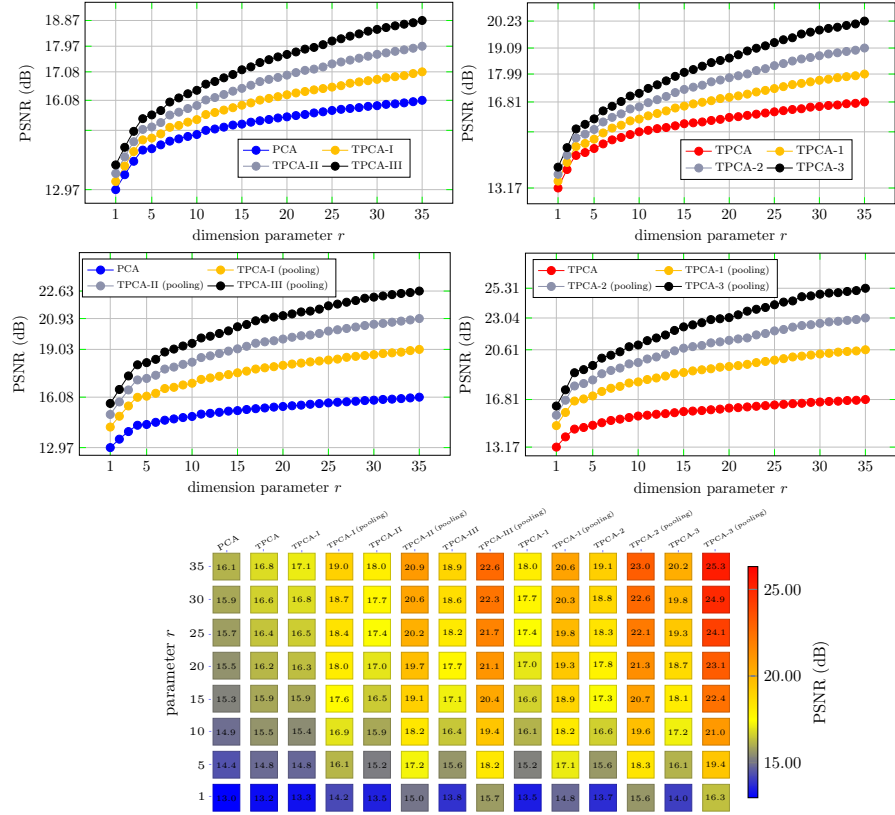 18.87
17.97
17.08
16.08
12.97
PSNR (dB)
PCA
TPCA-I
TPCA-II
TPCA-III
1
5
10
15
20
25
30
35
dimension parameter r
20.23
19.09
17.99
16.81
13.17
PSNR (dB)
TPCA
TPCA-1
TPCA-2
TPCA-3
1
5
10
15
20
25
30
35
dimension parameter r
22.63
20.93
19.03
16.08
12.97
PSNR (dB)
PCA
TPCA-I (pooling)
TPCA-II (pooling)
TPCA-III (pooling)
1
5
10
15
20
25
30
35
dimension parameter r
25.31
23.04
20.61
16.81
13.17
PSNR (dB)
TPCA
TPCA-1 (pooling)
TPCA-2 (pooling)
TPCA-3 (pooling)
1
5
10
15
20
25
30
35
dimension parameter r
PCA
TPCA
TPCA-I
TPCA-I (pooling)
TPCA-II
TPCA-II (pooling)
TPCA-III
TPCA-III (pooling)
TPCA-1
TPCA-1 (pooling)
TPCA-2
TPCA-2 (pooling)
TPCA-3
TPCA-3 (pooling)
parameter r
35 16.1 16.8 17.1 19.0 18.0 20.9 18.9 22.6 18.0 20.6 19.1 23.0 20.2 25.3
30 15.9 16.6 16.8 18.7 17.7 20.6 18.6 22.3 17.7 20.3 18.8 22.6 19.8 24.9
25 15.7 16.4 16.5 18.4 17.4 20.2 18.2 21.7 17.4 19.8 18.3 22.1 19.3 24.1
20 15.5 16.2 16.3 18.0 17.0 19.7 17.7 21.1 17.0 19.3 17.8 21.3 18.7 23.1
15 15.3 15.9 15.9 17.6 16.5 19.1 17.1 20.4 16.6 18.9 17.3 20.7 18.1 22.4
10 14.9 15.5 15.4 16.9 15.9 18.2 16.4 19.4 16.1 18.2 16.6 19.6 17.2 21.0
5 14.4 14.8 14.8 16.1 15.2 17.2 15.6 18.2 15.2 17.1 15.6 18.3 16.1 19.4
1 13.2 13.3 14.2 13.5 15.0 13.8 15.7 13.5 14.8 13.7 15.6 14.0 16.3
25.00
20.00
15.00
PSNR (dB)